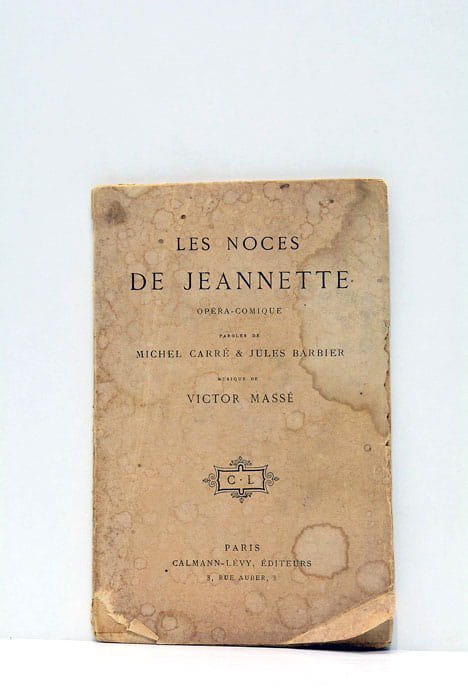 LES NOCES
DE JEANNETTE
OPÉRA-COMIQUE
PAROLES DE
MICHEL CARRÉ & JULES BARBIER
MUSIQUE DE
VICTOR MASSÉ
C·L
PARIS
CALMANN-LÉVY, ÉDITEURS
3, RUE AUBER, 3